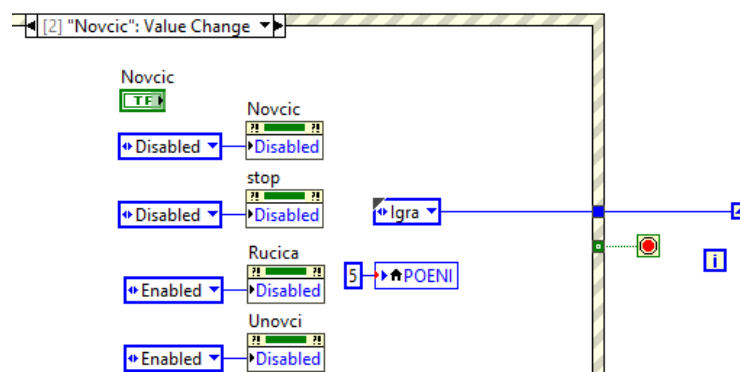 [2] "Novcic": Value Change
Novcic
TF
Novcic
Disabled
Disabled
stop
Disabled
Disabled
Igra
Rucica
Enabled
Disabled
5
POENI
i
Unovci
Enabled
Disabled